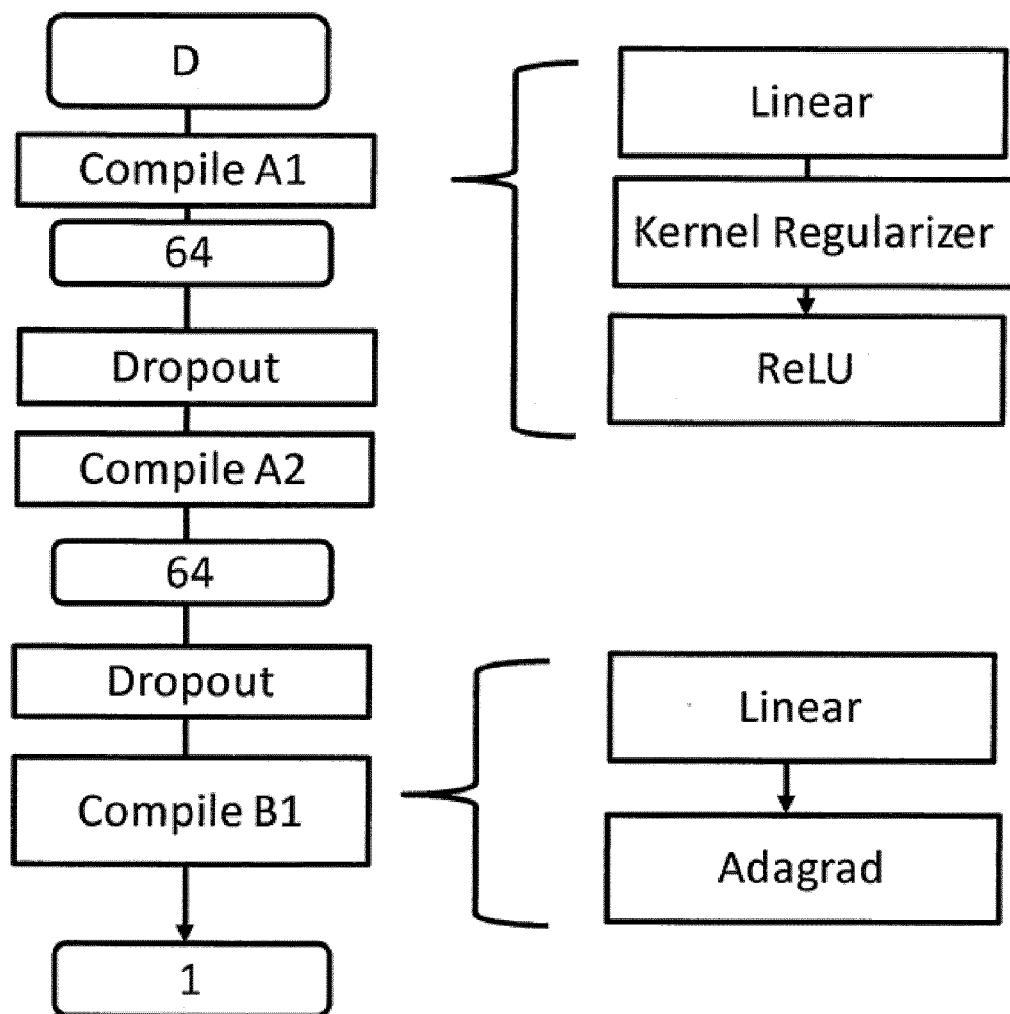 D
Compile A1
64
Dropout
Compile A2
64
Dropout
Compile B1
1
Linear
Kernel Regularizer
ReLU
Linear
Adagrad